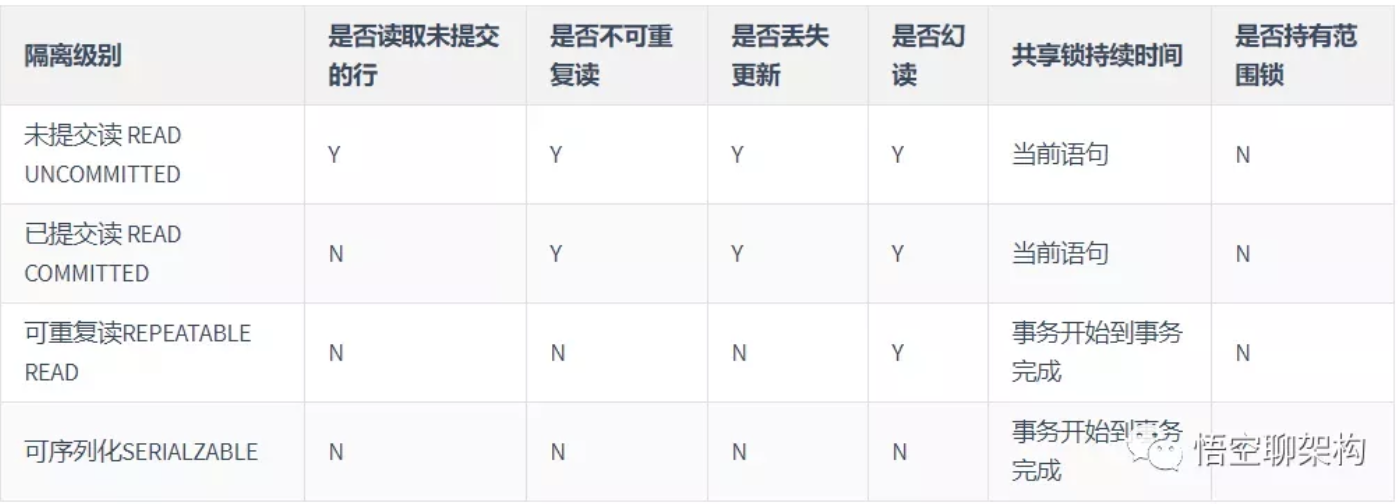 隔离级别
是否读取未提交
的行
是否不可重
复读
是否丢失
更新
是否幻
读
共享锁持续时间
是否持有范
围锁
未提交读 READ
UNCOMMITTED
Y
Y
Y
Y
当前语句
N
已提交读 READ
COMMITTED
N
Y
Y
Y
当前语句
N
可重复读REPEATABLE
READ
N
N
N
Y
事务开始到事务
完成
N
可序列化SERIALZABLE
N
N
N
N
事务开始到事务
完成
悟空聊架构